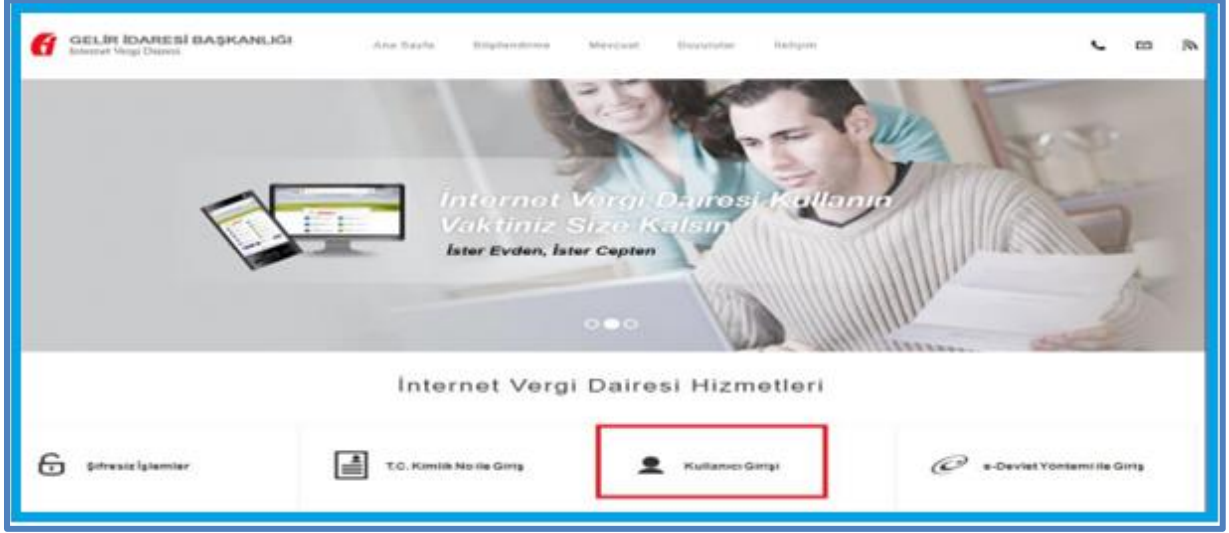 GELİR İDARESİ BAŞKANLIĞI
İnternet Vergi Dairesi
Ana Sayfa Bilgilendirme Mevzuat Duyurular İletişim
İnternet Vergi Dairesi Kullanın
Vaktiniz Size Kalsın
İster Evden, İster Cepten
İnternet Vergi Dairesi Hizmetleri
Şifresiz İşlemler
T.C. Kimlik No ile Giriş
Kullanıcı Girişi
e-Devlet Yöntemi ile Giriş